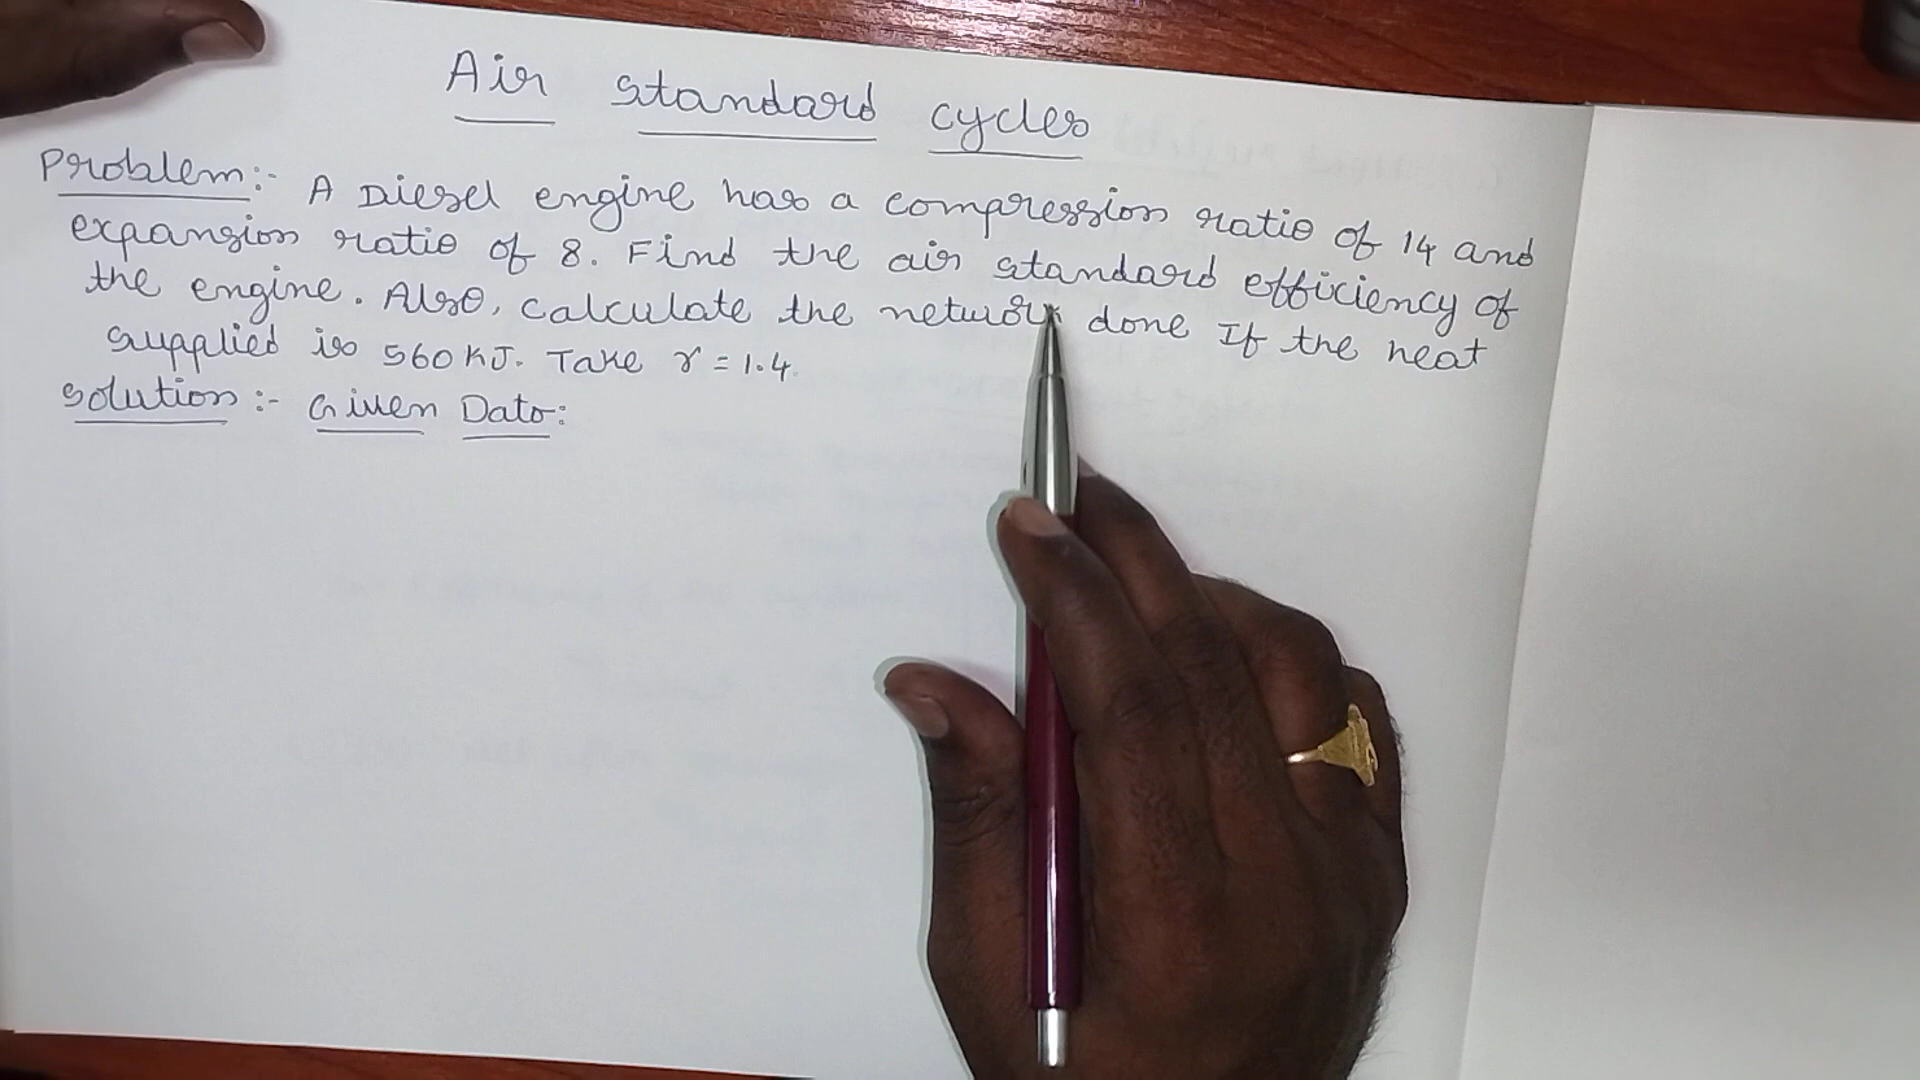 Air standard cycles
Problem:- A Diesel engine has a compression ratio of 14 and
expansion ratio of 8. Find the air standard efficiency of
the engine. Also, calculate the network done If the heat
supplied is 560 KJ. Take γ = 1.4.
Solution:- Given Data: